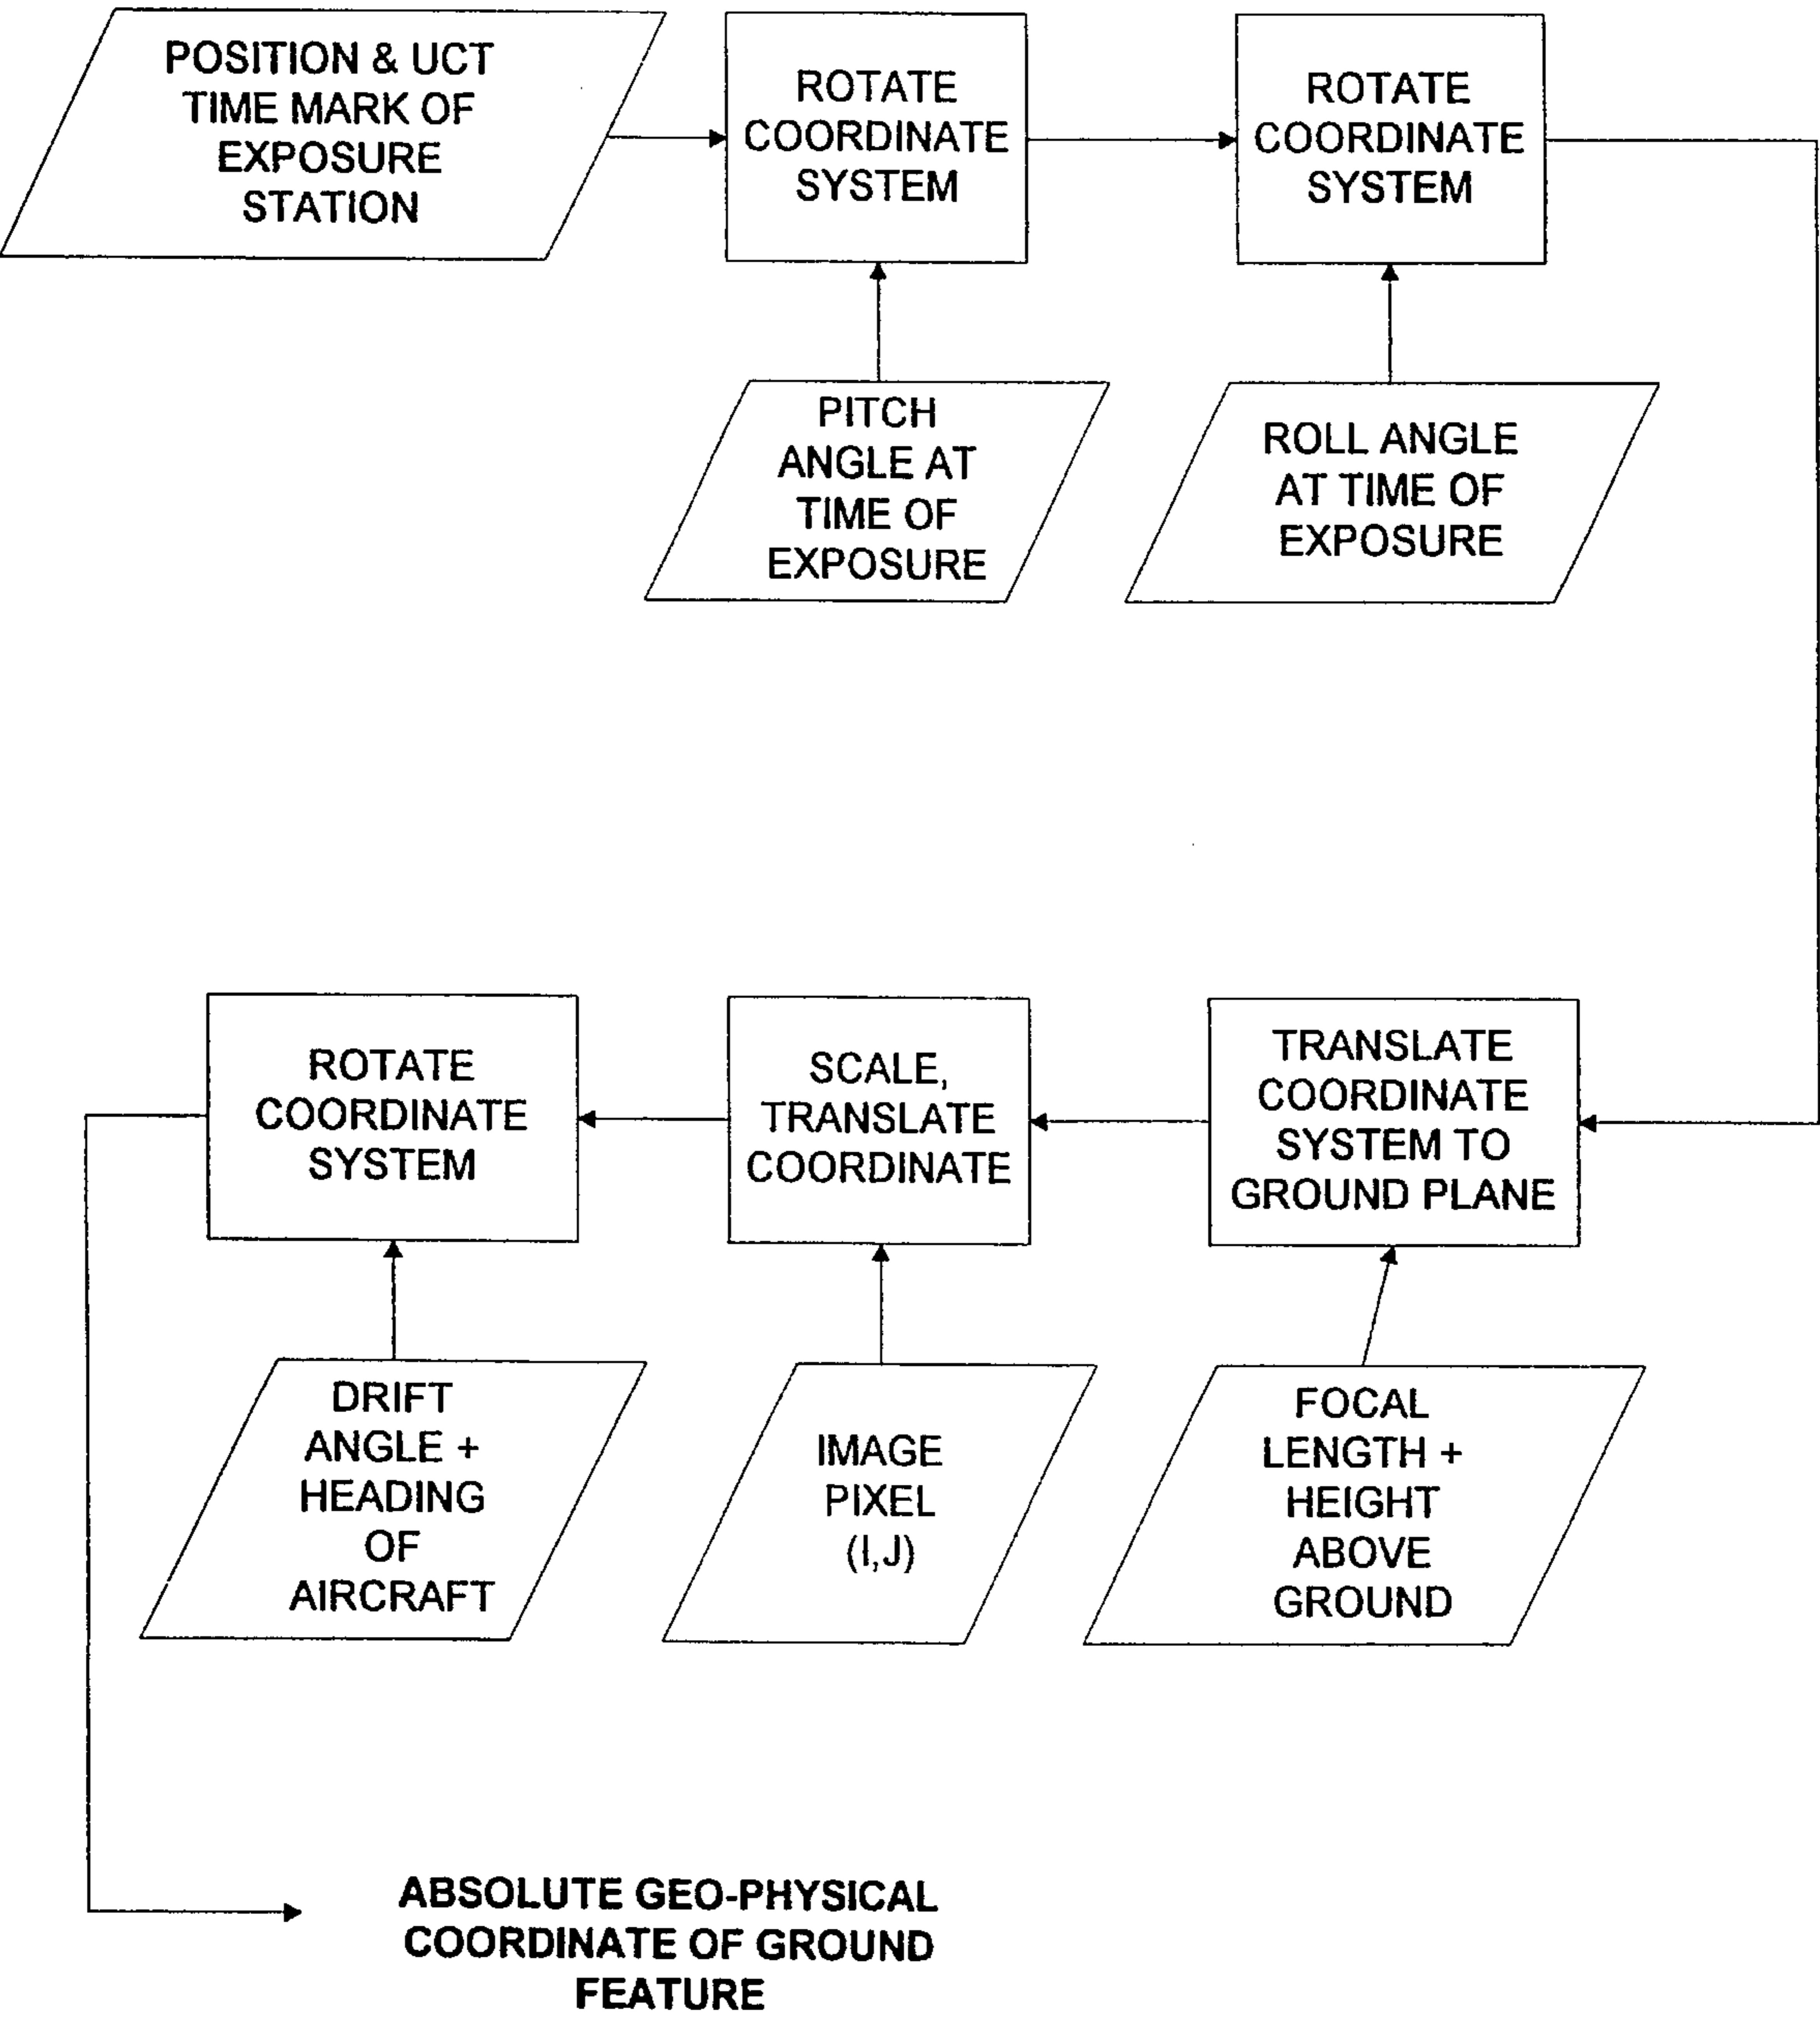 POSITION & UCT
TIME MARK OF
EXPOSURE
STATION
ROTATE
COORDINATE
SYSTEM
ROTATE
COORDINATE
SYSTEM
PITCH
ANGLE AT
TIME OF
EXPOSURE
ROLL ANGLE
AT TIME OF
EXPOSURE
TRANSLATE
COORDINATE
SYSTEM TO
GROUND PLANE
SCALE,
TRANSLATE
COORDINATE
ROTATE
COORDINATE
SYSTEM
FOCAL
LENGTH +
HEIGHT
ABOVE
GROUND
IMAGE
PIXEL
(I,J)
DRIFT
ANGLE +
HEADING
OF
AIRCRAFT
ABSOLUTE GEO-PHYSICAL
COORDINATE OF GROUND
FEATURE